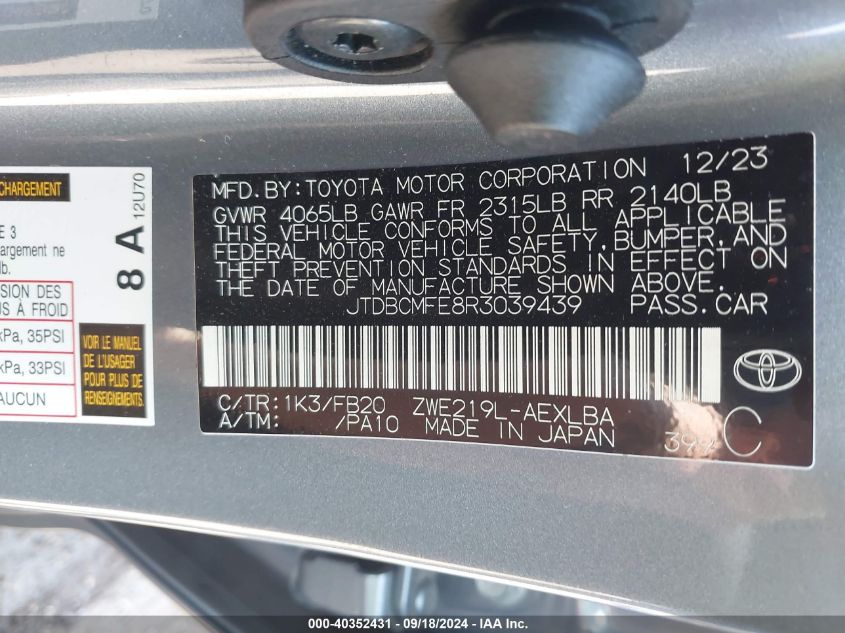 CHARGEMENT
E 3
argement ne
lb.
SION DES
US À FROID
kPa, 35PSI
kPa, 33PSI
AUCUN
VOIR LE MANUEL
DE L'USAGER
POUR PLUS DE
RENSEIGNEMENTS.
8 A
12U70
MFD.BY:TOYOTA MOTOR CORPORATION 12/23
GVWR 4065LB GAWR FR 2315LB RR 2140LB
THIS VEHICLE CONFORMS TO ALL APPLICABLE
FEDERAL MOTOR VEHICLE SAFETY,BUMPER,AND
THEFT PREVENTION STANDARDS IN EFFECT ON
THE DATE OF MANUFACTURE SHOWN ABOVE.
JTDBCMFE8R3039439 PASS.CAR
C/TR:1K3/FB20 ZWE219L-AEXLBA
A/TM: /PA10 MADE IN JAPAN
C
000-40352431 - 09/18/2024 - IAA Inc.